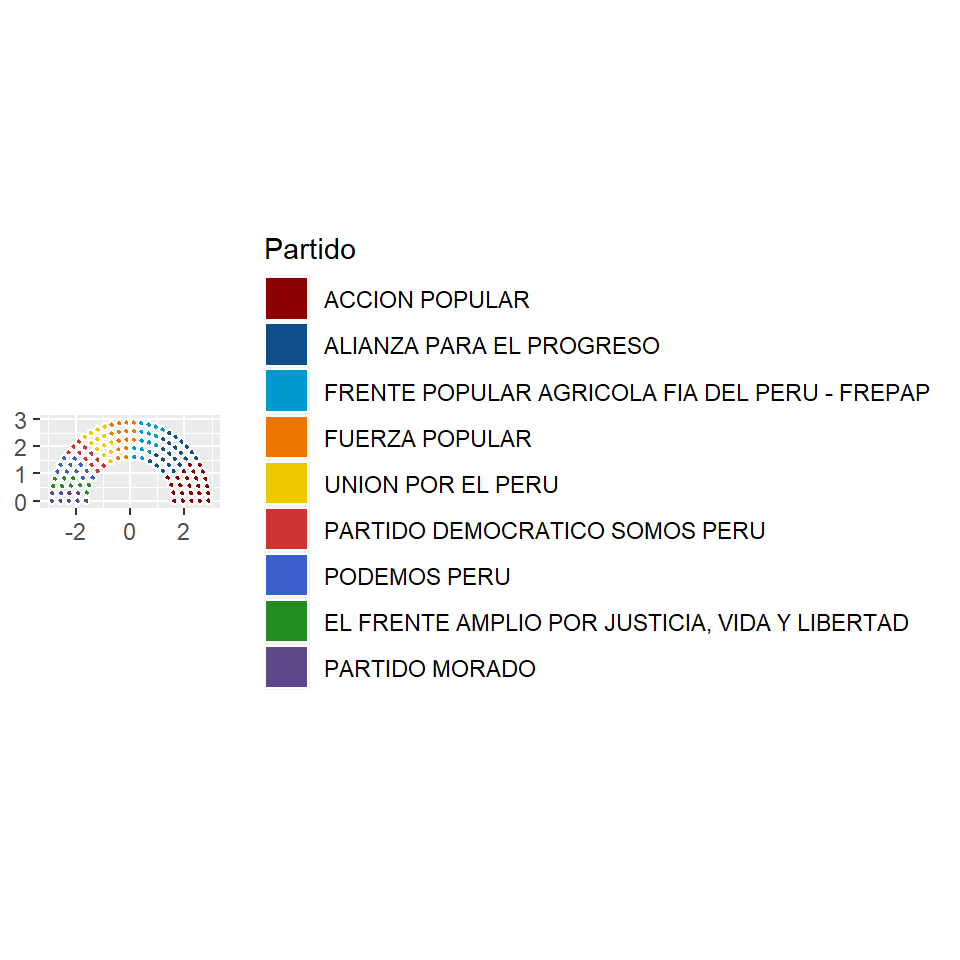 Partido
ACCION POPULAR
ALIANZA PARA EL PROGRESO
FRENTE POPULAR AGRICOLA FIA DEL PERU - FREPAP
FUERZA POPULAR
UNION POR EL PERU
PARTIDO DEMOCRATICO SOMOS PERU
PODEMOS PERU
EL FRENTE AMPLIO POR JUSTICIA, VIDA Y LIBERTAD
PARTIDO MORADO
3
2
1
0
-2 0 2